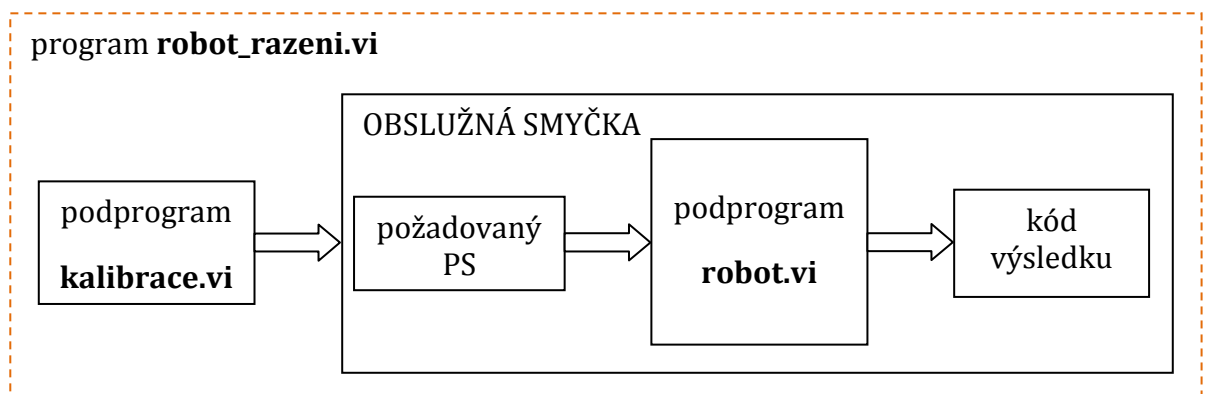 program robot_razeni.vi
OBSLUŽNÁ SMYČKA
podprogram
kalibrace.vi
požadovaný
PS
podprogram
robot.vi
kód
výsledku